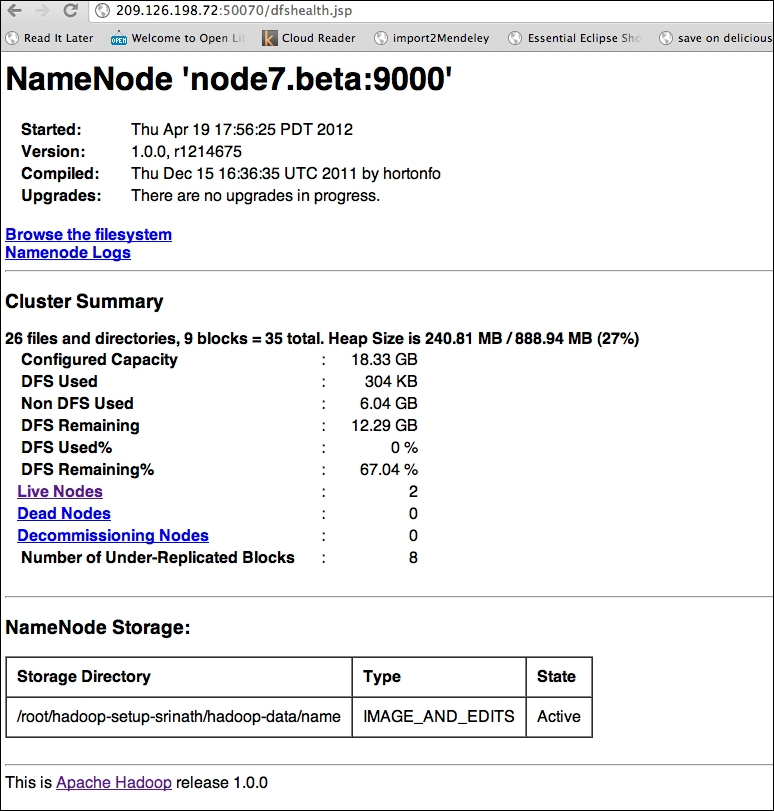 209.126.198.72:50070/dfshealth.jsp
Read It Later Welcome to Open Lib Cloud Reader import2Mendeley Essential Eclipse Sho save on delicious
NameNode 'node7.beta:9000'
Started: Thu Apr 19 17:56:25 PDT 2012
Version: 1.0.0, r1214675
Compiled: Thu Dec 15 16:36:35 UTC 2011 by hortonfo
Upgrades: There are no upgrades in progress.
Browse the filesystem
Namenode Logs
Cluster Summary
26 files and directories, 9 blocks = 35 total. Heap Size is 240.81 MB / 888.94 MB (27%)
Configured Capacity : 18.33 GB
DFS Used : 304 KB
Non DFS Used : 6.04 GB
DFS Remaining : 12.29 GB
DFS Used% : 0 %
DFS Remaining% : 67.04 %
Live Nodes : 2
Dead Nodes : 0
Decommissioning Nodes : 0
Number of Under-Replicated Blocks : 8
NameNode Storage:
Storage Directory Type State
/root/hadoop-setup-srinath/hadoop-data/name IMAGE_AND_EDITS Active
This is Apache Hadoop release 1.0.0